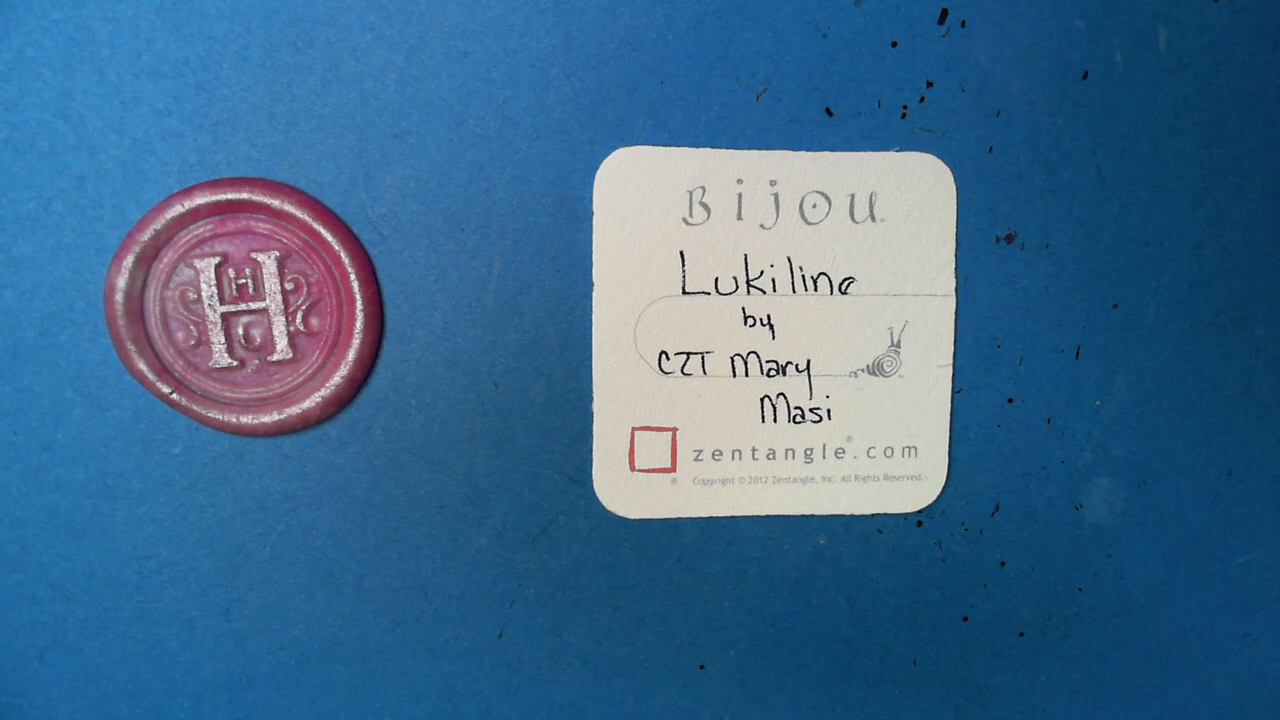 H
H
Bijou
Lukiline
by
CZT Mary
Masi
zentangle®.com
® Copyright © 2012 Zentangle, Inc. All Rights Reserved.